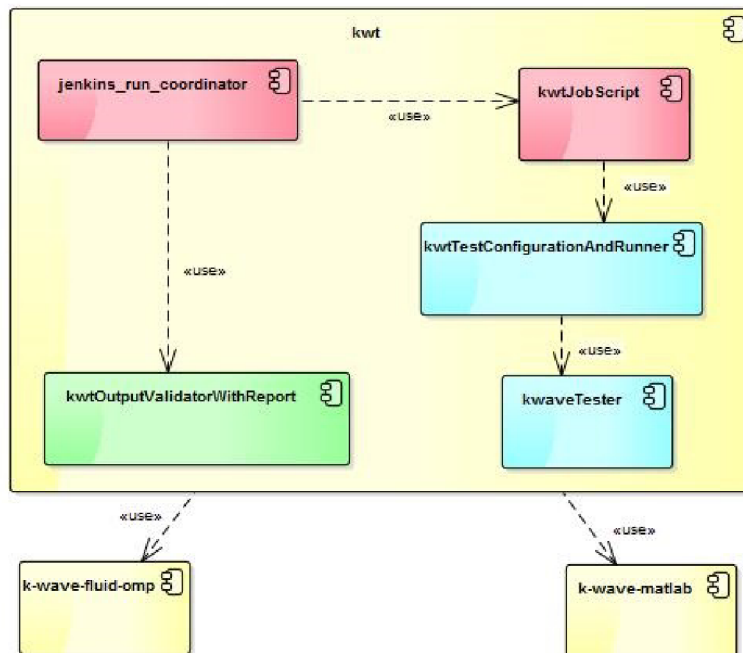 kwt
jenkins_run_coordinator
kwtJobScript
«use»
«use»
kwtTestConfigurationAndRunner
«use»
«use»
kwtOutputValidatorWithReport
kwaveTester
«use»
«use»
k-wave-fluid-omp
k-wave-matlab